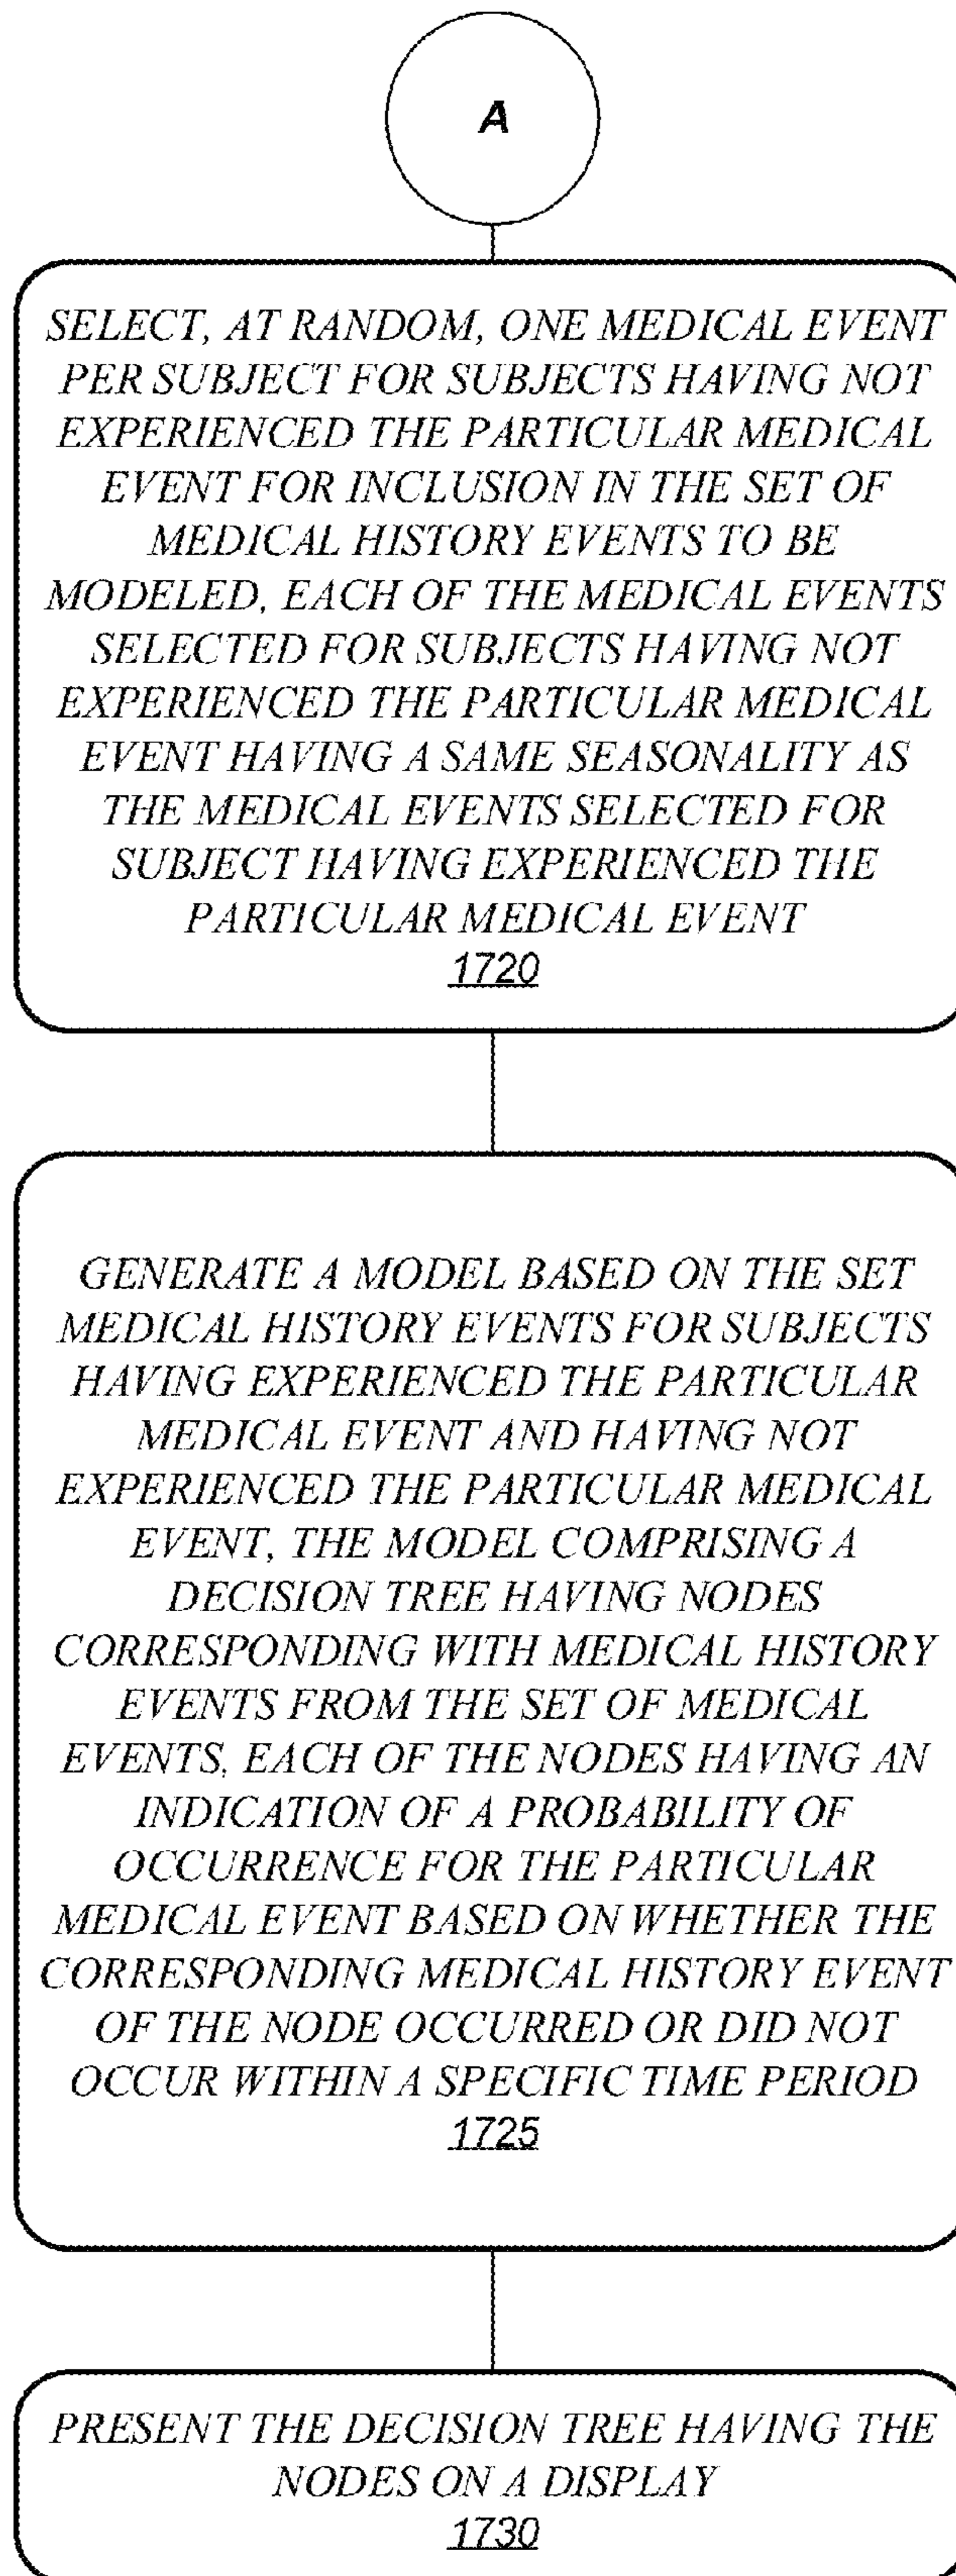 A
SELECT, AT RANDOM, ONE MEDICAL EVENT
PER SUBJECT FOR SUBJECTS HAVING NOT
EXPERIENCED THE PARTICULAR MEDICAL
EVENT FOR INCLUSION IN THE SET OF
MEDICAL HISTORY EVENTS TO BE
MODELED, EACH OF THE MEDICAL EVENTS
SELECTED FOR SUBJECTS HAVING NOT
EXPERIENCED THE PARTICULAR MEDICAL
EVENT HAVING A SAME SEASONALITY AS
THE MEDICAL EVENTS SELECTED FOR
SUBJECT HAVING EXPERIENCED THE
PARTICULAR MEDICAL EVENT
1720
GENERATE A MODEL BASED ON THE SET
MEDICAL HISTORY EVENTS FOR SUBJECTS
HAVING EXPERIENCED THE PARTICULAR
MEDICAL EVENT AND HAVING NOT
EXPERIENCED THE PARTICULAR MEDICAL
EVENT, THE MODEL COMPRISING A
DECISION TREE HAVING NODES
CORRESPONDING WITH MEDICAL HISTORY
EVENTS FROM THE SET OF MEDICAL
EVENTS, EACH OF THE NODES HAVING AN
INDICATION OF A PROBABILITY OF
OCCURRENCE FOR THE PARTICULAR
MEDICAL EVENT BASED ON WHETHER THE
CORRESPONDING MEDICAL HISTORY EVENT
OF THE NODE OCCURRED OR DID NOT
OCCUR WITHIN A SPECIFIC TIME PERIOD
1725
PRESENT THE DECISION TREE HAVING THE
NODES ON A DISPLAY
1730